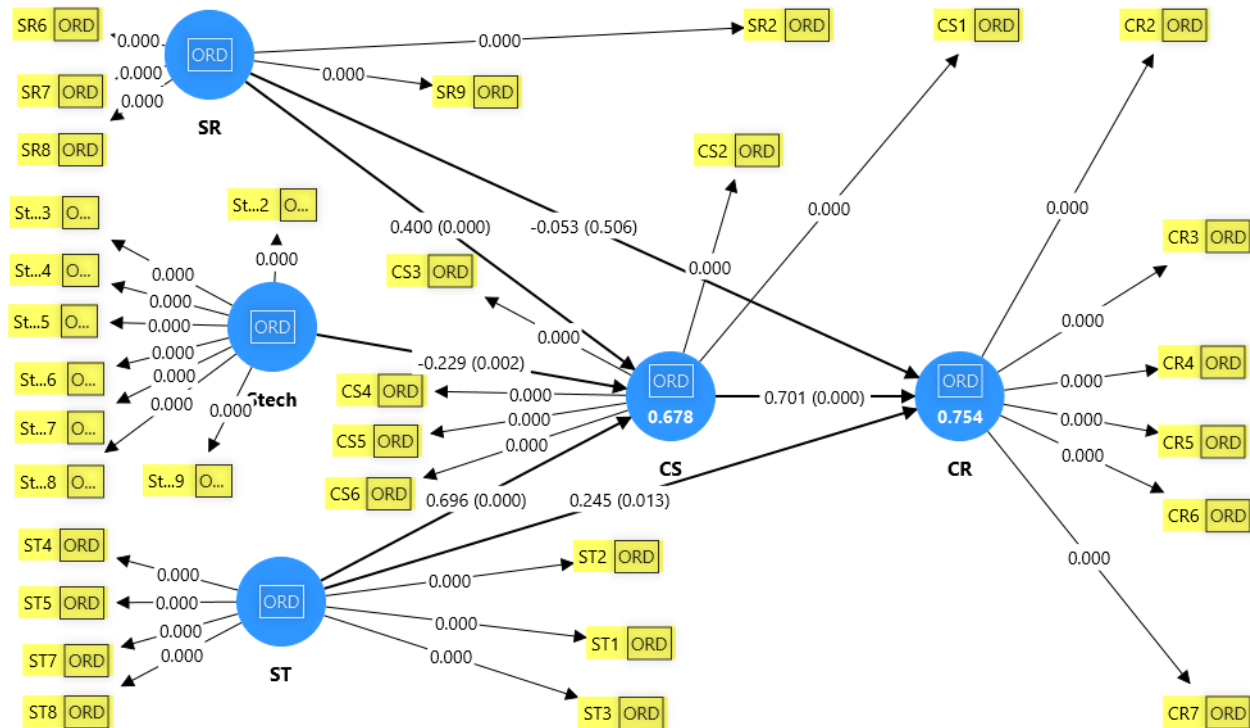 SR6 ORD
0.000
ORD
SR2 ORD
0.000
CS1 ORD
CR2 ORD
0.000
SR7 ORD
0.000
SR9 ORD
0.000
SR
SR8 ORD
CS2 ORD
St...3 O...
St...2 O...
0.000
0.000
0.400 (0.000)
-0.053 (0.506)
CR3 ORD
0.000
St...4 O...
0.000
0.000
CS3 ORD
0.000
St...5 O...
0.000
ORD
0.000
0.000
St...6 O...
0.000
-0.229 (0.002)
CR4 ORD
0.000
0.000
0.000
Stech
CS4 ORD
0.000
ORD
0.678
CS
0.701 (0.000)
ORD
0.754
CR
0.000
St...7 O...
CS5 ORD
0.000
CR5 ORD
0.000
St...8 O...
St...9 O...
CS6 ORD
0.000
0.696 (0.000)
0.245 (0.013)
CR6 ORD
ST4 ORD
0.000
ST2 ORD
0.000
0.000
ST5 ORD
0.000
ORD
ST
0.000
ST1 ORD
ST7 ORD
0.000
0.000
ST8 ORD
ST3 ORD
CR7 ORD